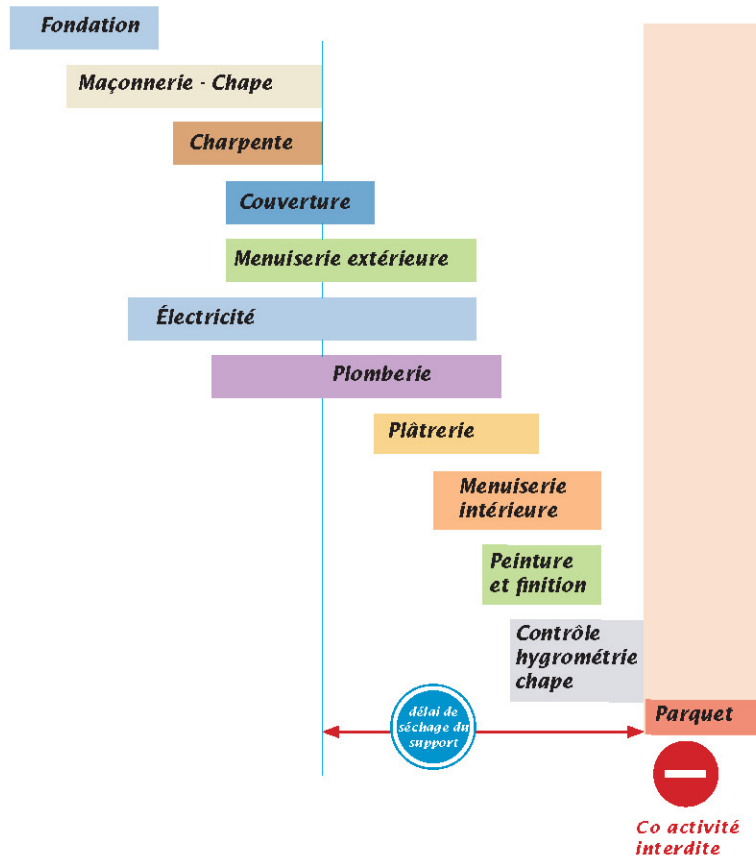 Fondation
Maçonnerie - Chape
Charpente
Couverture
Menuiserie extérieure
Électricité
Plomberie
Plâtrerie
Menuiserie
intérieure
Peinture
et finition
Contrôle
hygrométrie
chape
délai de
séchage du
support
Parquet
Co activité
interdite